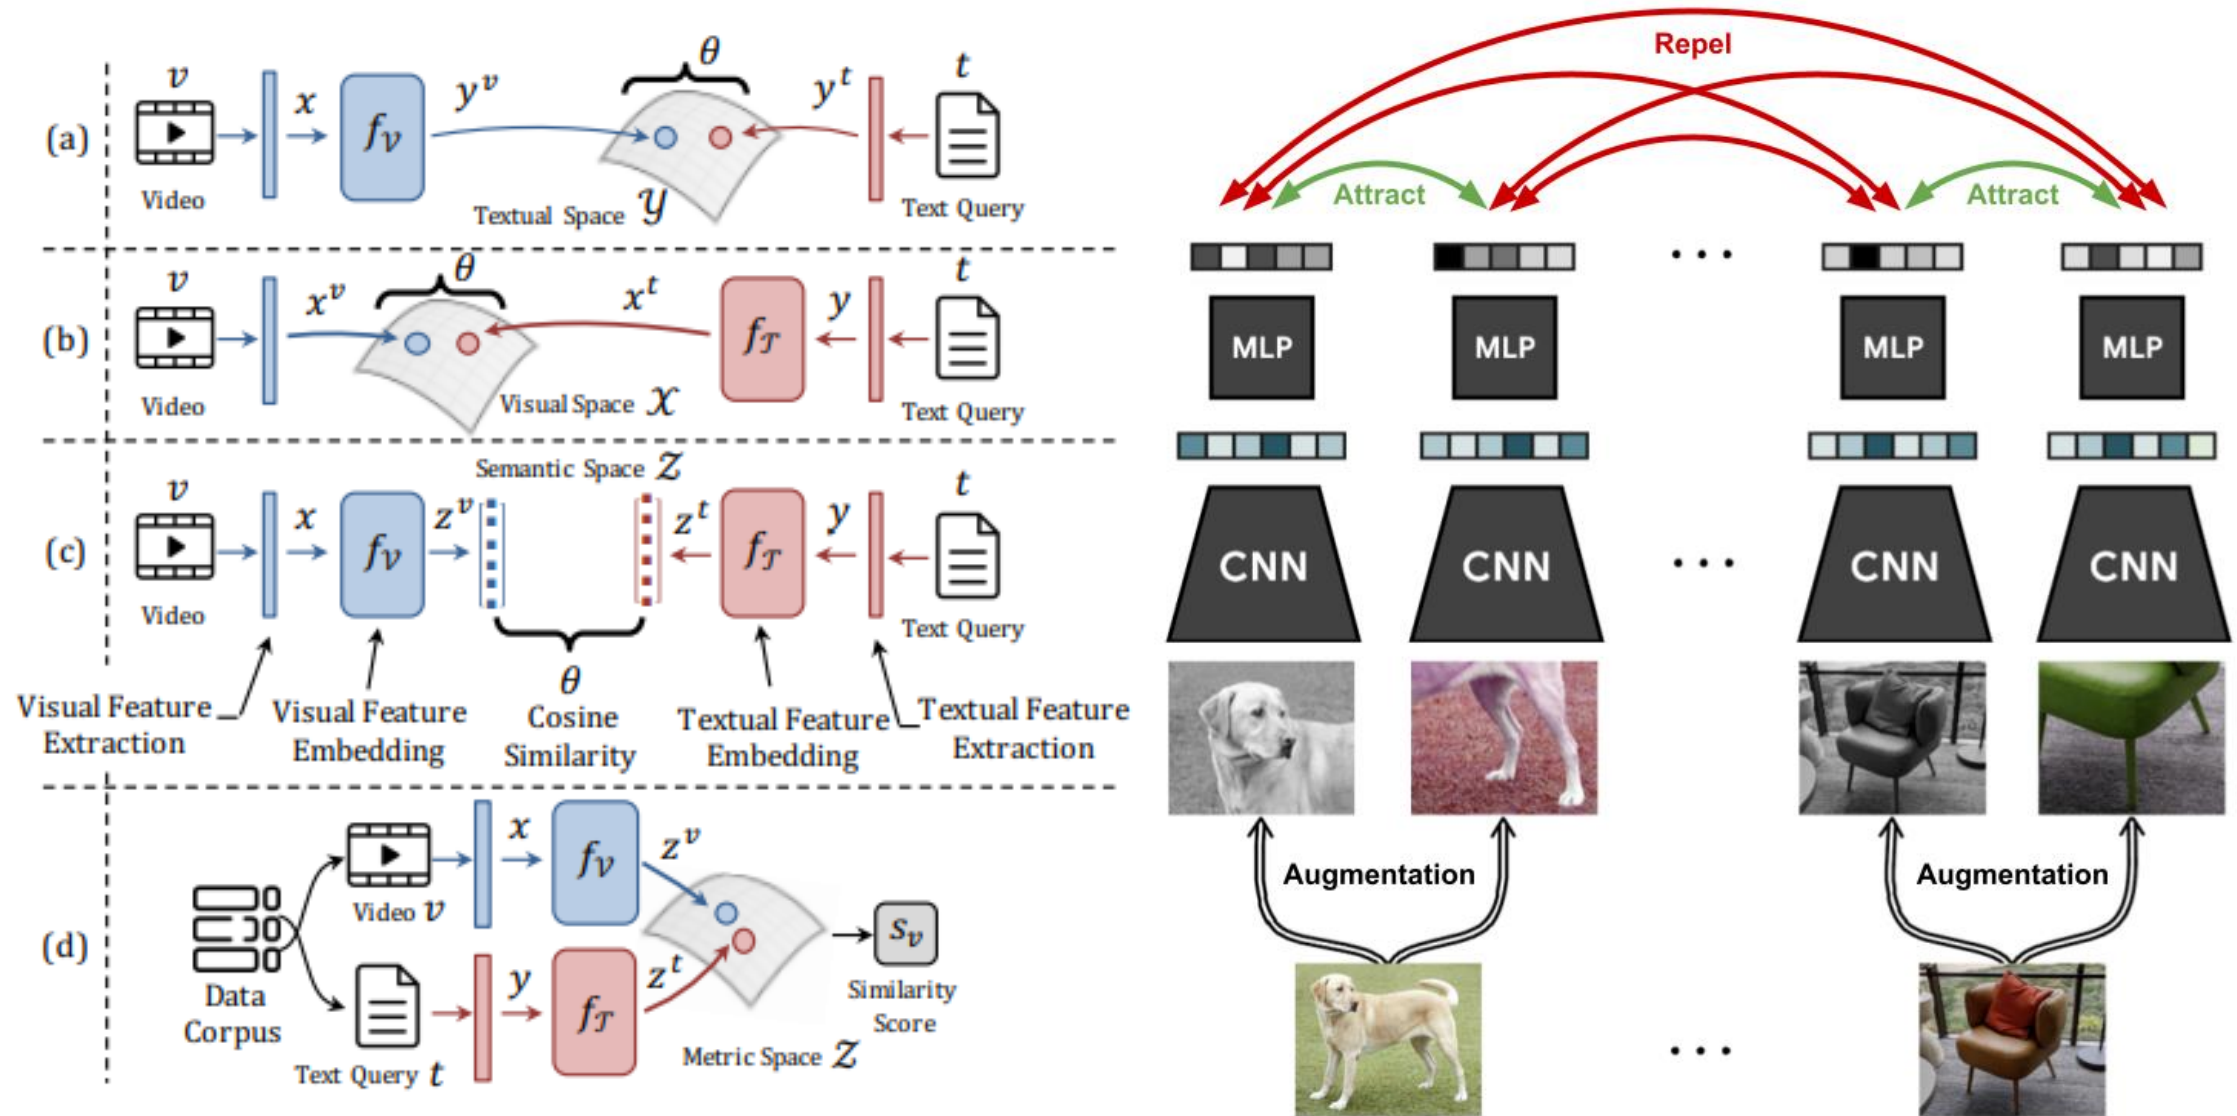 (a)
v
Video
x
f_𝒱
y^v
θ
Textual Space 𝒴
y^t
t
Text Query
(b)
v
Video
x^v
θ
Visual Space 𝒳
x^t
f_𝒯
y
t
Text Query
(c)
v
Video
x
f_𝒱
z^v
Semantic Space 𝒵
z^t
f_𝒯
y
t
Text Query
Visual Feature
Extraction
Visual Feature
Embedding
θ
Cosine
Similarity
Textual Feature
Embedding
Textual Feature
Extraction
(d)
Data
Corpus
Video v
x
f_𝒱
z^v
Text Query t
y
f_𝒯
z^t
Metric Space 𝒵
s_v
Similarity
Score
Repel
Attract
Attract
...
MLP
MLP
MLP
MLP
CNN
CNN
...
CNN
CNN
Augmentation
Augmentation
...